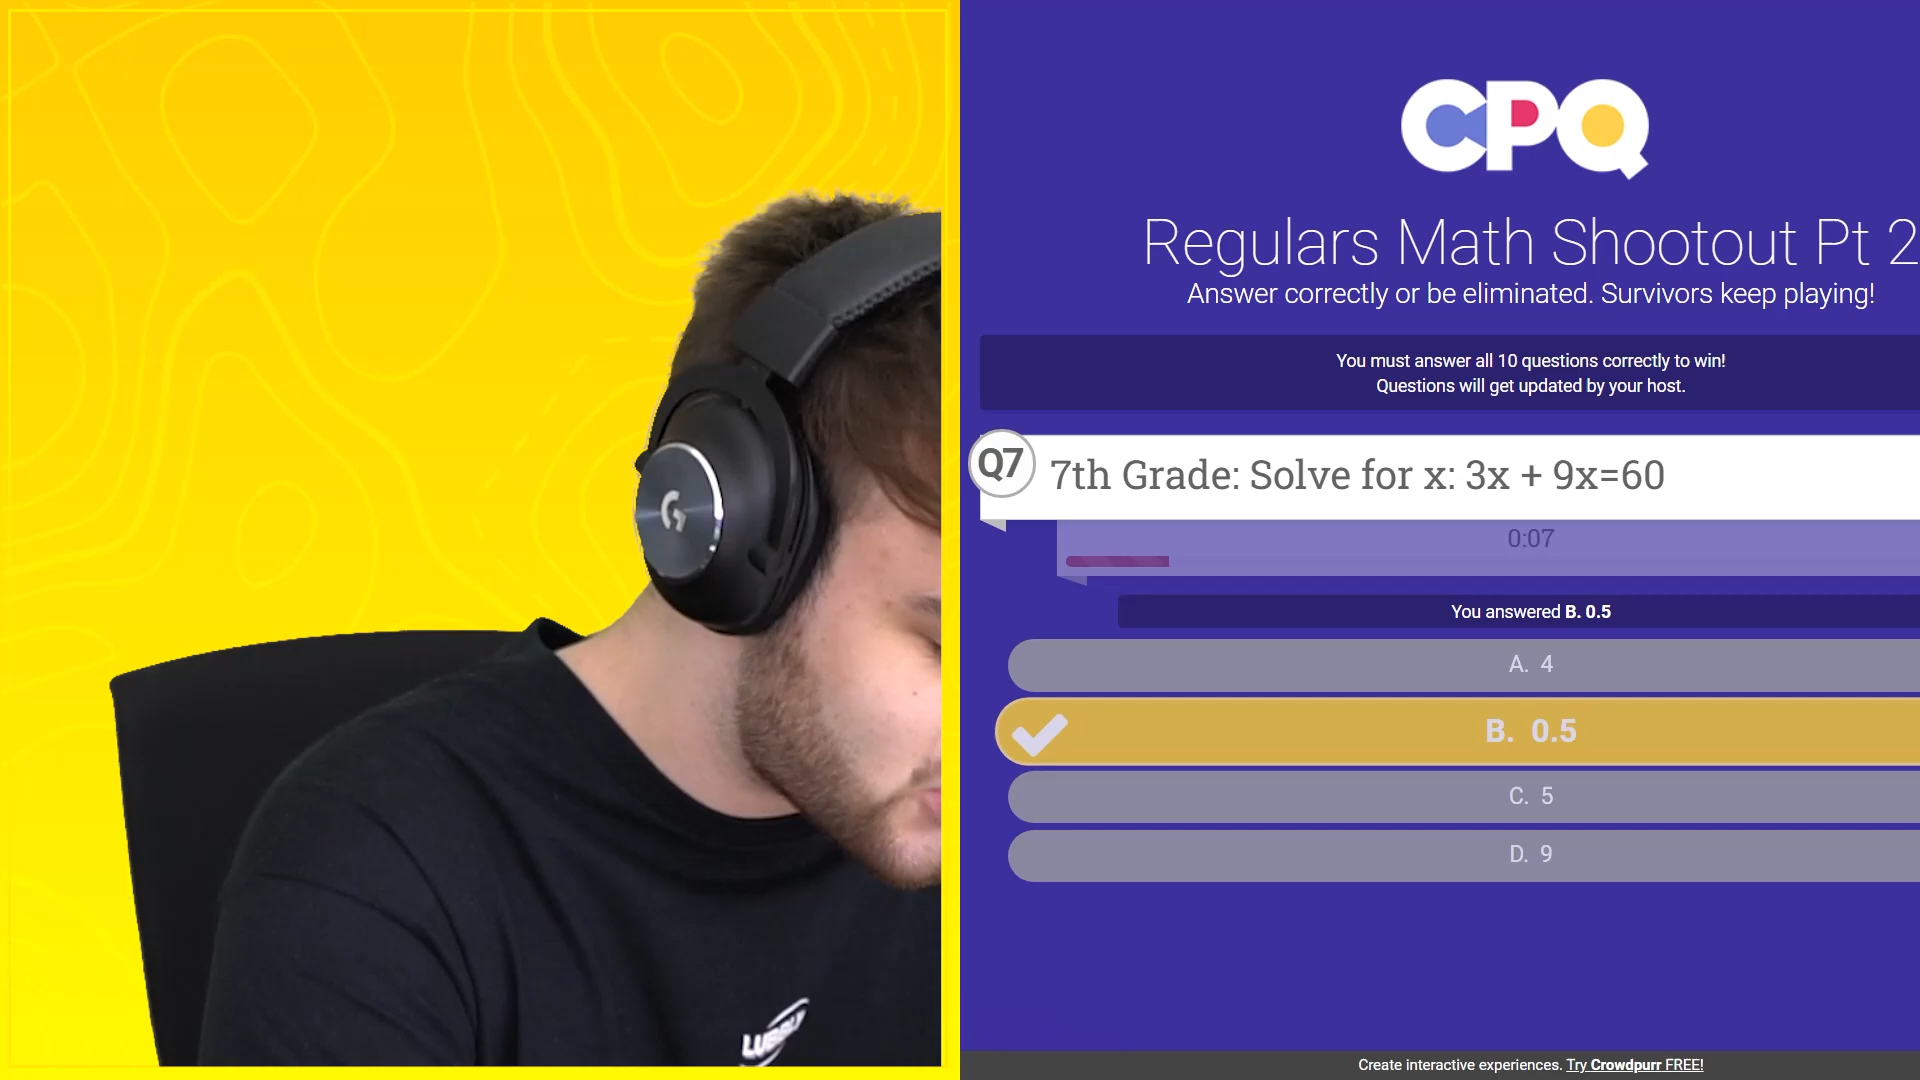 CPQ
Regulars Math Shootout Pt 2
Answer correctly or be eliminated. Survivors keep playing!
You must answer all 10 questions correctly to win!
Questions will get updated by your host.
Q7
7th Grade: Solve for x: 3x + 9x=60
0:07
You answered B. 0.5
A. 4
B. 0.5
C. 5
D. 9
LUBBLY
Create interactive experiences. Try Crowdpurr FREE!